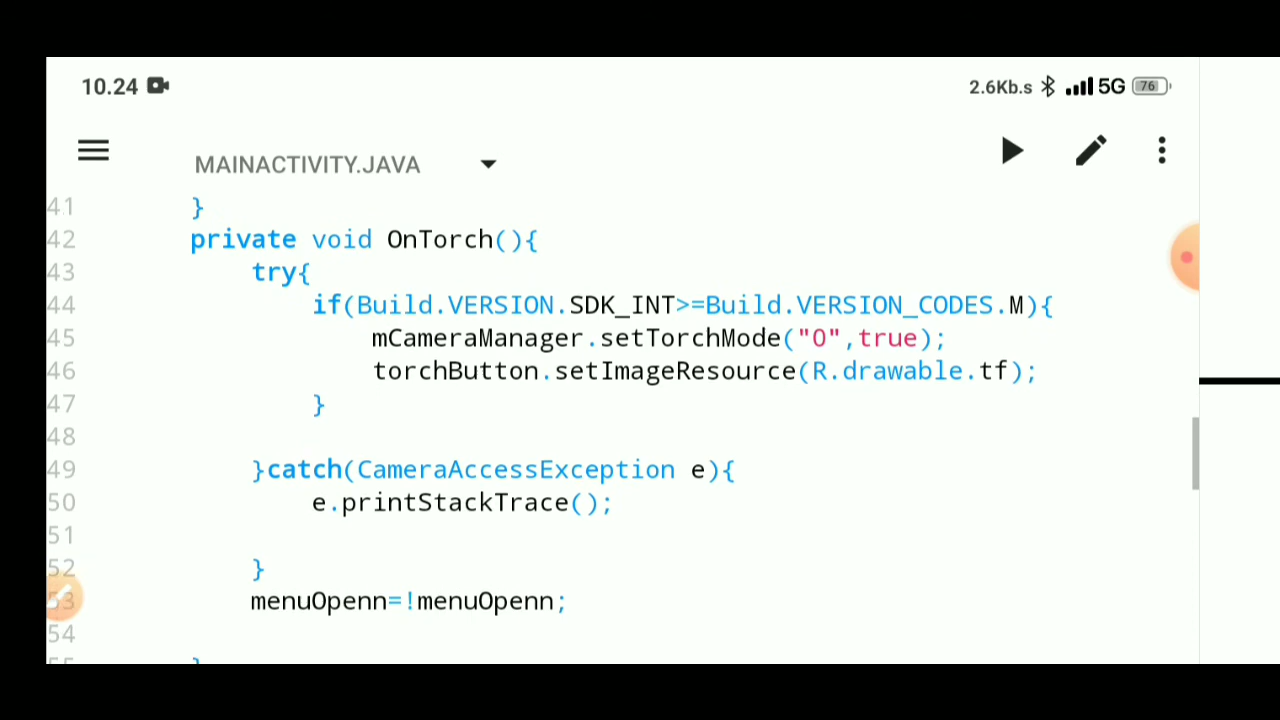 10.24
2.6Kb.s 5G 76
MAINACTIVITY.JAVA
41 }
42 private void OnTorch(){
43 try{
44 if(Build.VERSION.SDK_INT>=Build.VERSION_CODES.M){
45 mCameraManager.setTorchMode("0",true);
46 torchButton.setImageResource(R.drawable.tf);
47 }
48
49 }catch(CameraAccessException e){
50 e.printStackTrace();
51
52 }
53 menuOpenn=!menuOpenn;
54
55 }